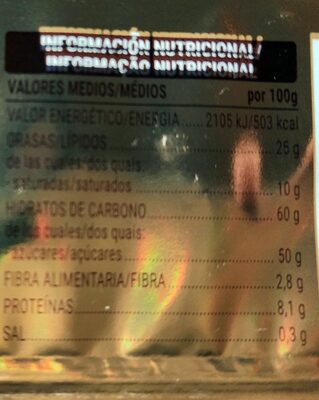 INFORMACIÓN NUTRICIONAL/
INFORMAÇÃO NUTRICIONAL
VALORES MEDIOS/MÉDIOS por 100g
VALOR ENERGÉTICO/ENERGIA 2105 kJ/503 kcal
GRASAS/LÍPIDOS 25 g
de las cuales/dos quais:
- saturadas/saturados 10 g
HIDRATOS DE CARBONO 60 g
de los cuales/dos quais:
- azúcares/açúcares 50 g
FIBRA ALIMENTARIA/FIBRA 2,8 g
PROTEÍNAS 8,1 g
SAL 0,3 g